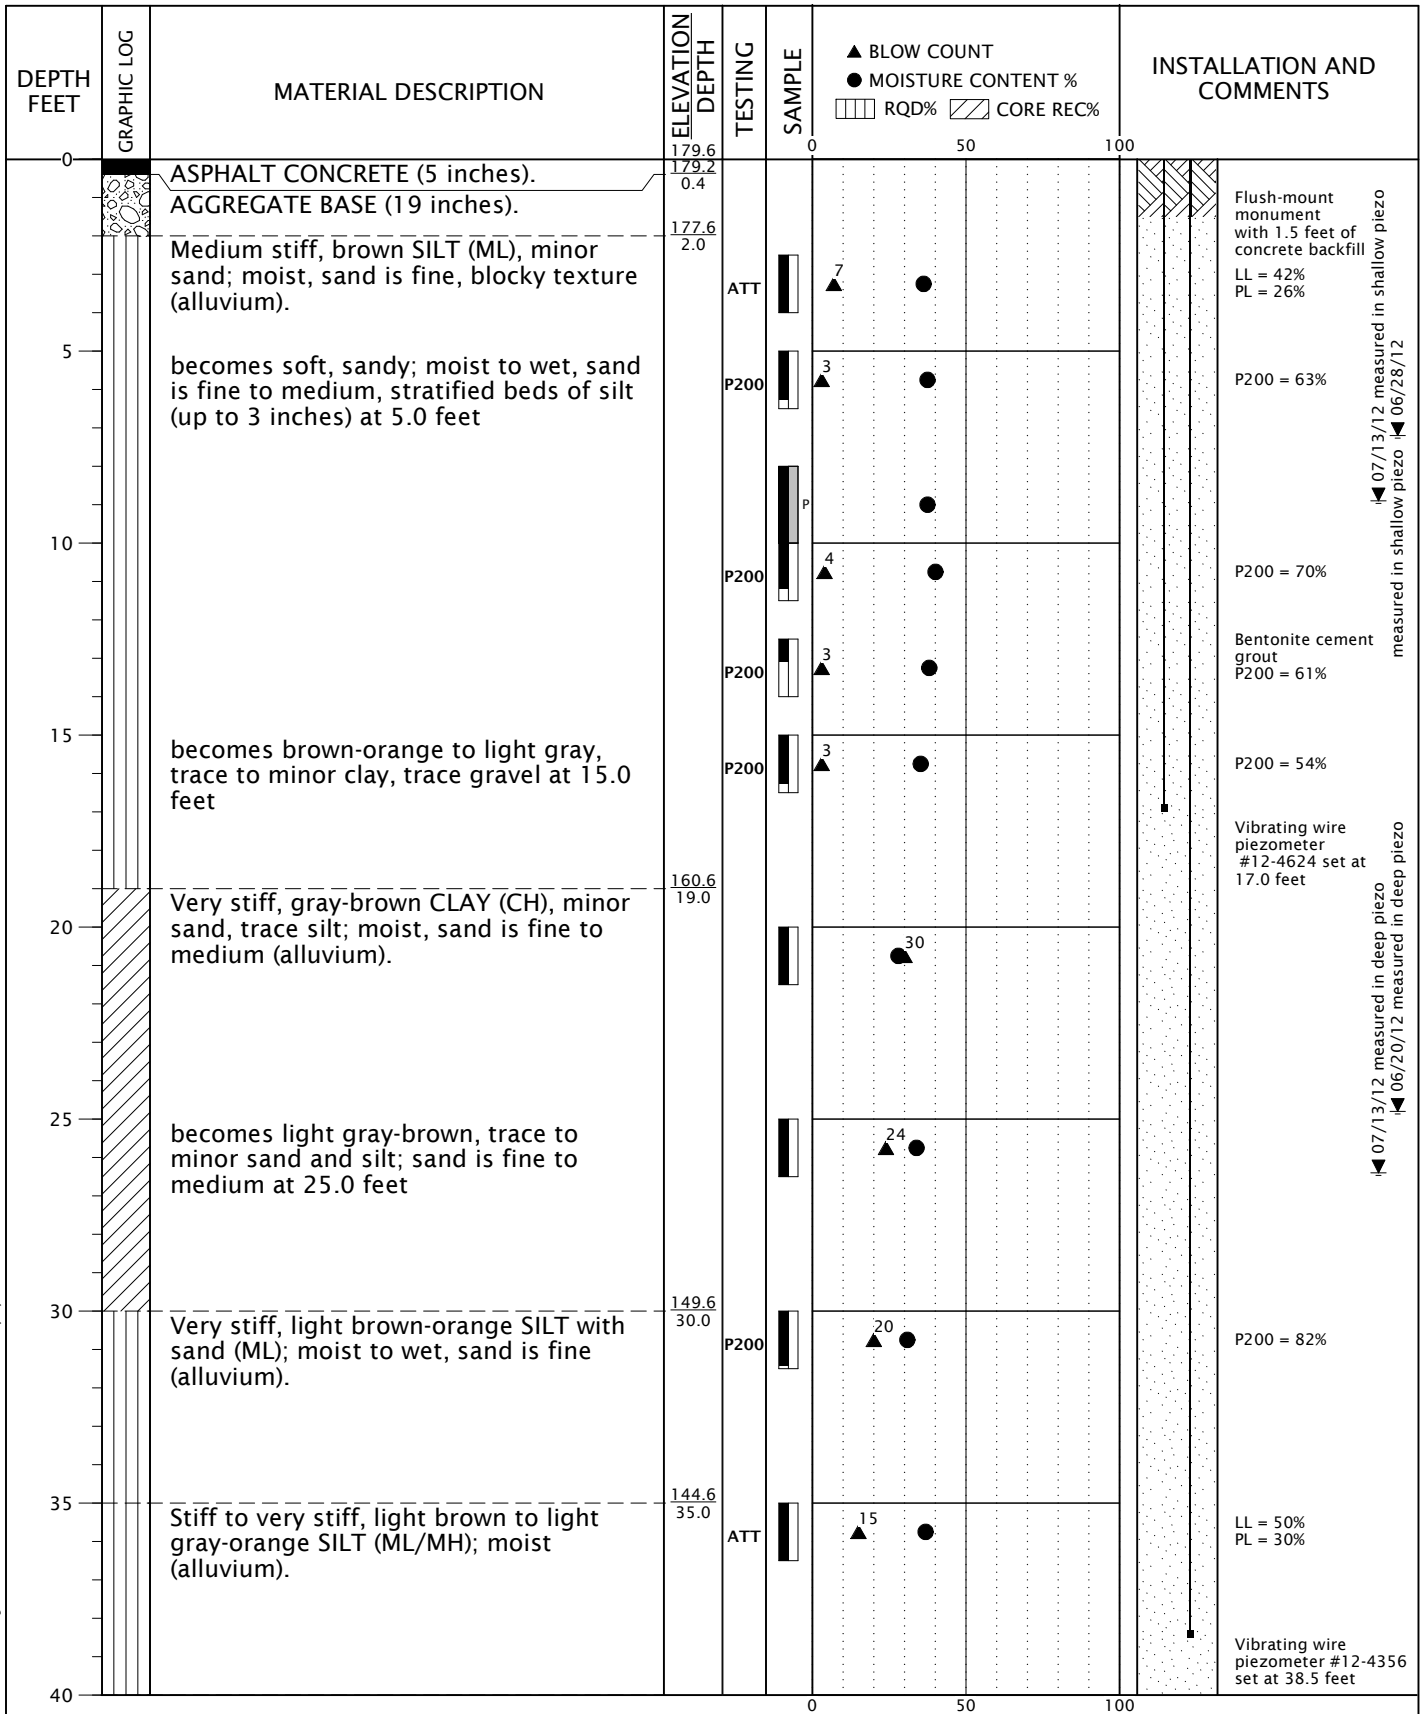 DEPTH
FEET
GRAPHIC LOG
MATERIAL DESCRIPTION
ELEVATION
DEPTH
TESTING
SAMPLE
▲ BLOW COUNT
● MOISTURE CONTENT %
RQD% CORE REC%
INSTALLATION AND
COMMENTS
0 50 100
0
179.6
ASPHALT CONCRETE (5 inches).
179.2
0.4
AGGREGATE BASE (19 inches).
177.6
2.0
Flush-mount
monument
with 1.5 feet of
concrete backfill
Medium stiff, brown SILT (ML), minor
sand; moist, sand is fine, blocky texture
(alluvium).
ATT
7
LL = 42%
PL = 26%
5
becomes soft, sandy; moist to wet, sand
is fine to medium, stratified beds of silt
(up to 3 inches) at 5.0 feet
P200
3
P200 = 63%
07/13/12 measured in shallow piezo
06/28/12
measured in shallow piezo
P
10
P200
4
P200 = 70%
P200
3
Bentonite cement
grout
P200 = 61%
15
becomes brown-orange to light gray,
trace to minor clay, trace gravel at 15.0
feet
P200
3
P200 = 54%
Vibrating wire
piezometer
#12-4624 set at
17.0 feet
160.6
19.0
Very stiff, gray-brown CLAY (CH), minor
sand, trace silt; moist, sand is fine to
medium (alluvium).
20
30
07/13/12 measured in deep piezo
06/20/12 measured in deep piezo
25
becomes light gray-brown, trace to
minor sand and silt; sand is fine to
medium at 25.0 feet
24
30
149.6
30.0
Very stiff, light brown-orange SILT with
sand (ML); moist to wet, sand is fine
(alluvium).
P200
20
P200 = 82%
35
144.6
35.0
Stiff to very stiff, light brown to light
gray-orange SILT (ML/MH); moist
(alluvium).
ATT
15
LL = 50%
PL = 30%
Vibrating wire
piezometer #12-4356
set at 38.5 feet
40
0 50 100